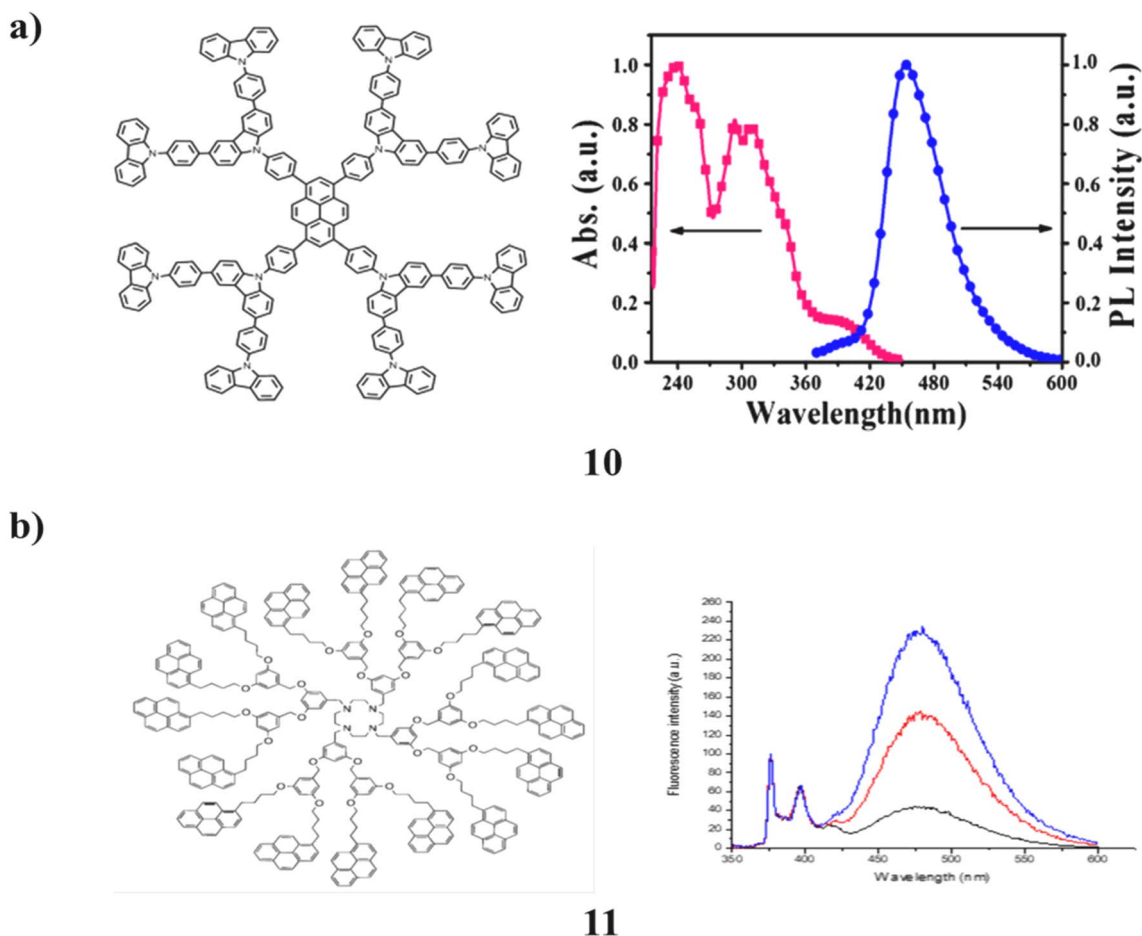 a)
N N
N N
N N N N
N N
N N
1.0
0.8
0.6
0.4
0.2
0.0
Abs. (a.u.)
1.0
0.8
0.6
0.4
0.2
0.0
PL Intensity (a.u.)
240 300 360 420 480 540 600
Wavelength(nm)
10
b)
O O O O
O O O O
O O O O
N N
N N
O O O O
O O O O
O O O O
260
240
220
200
180
160
140
120
100
80
60
40
20
0
Fluorescence intensity (a.u.)
350 400 450 500 550 600
Wavelength (nm)
11